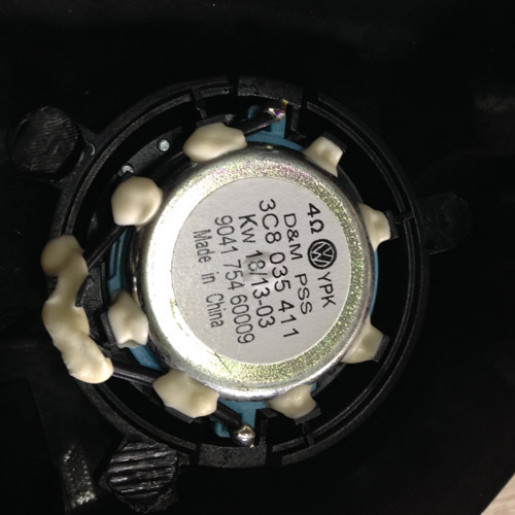 4Ω YPK
D&M PSS
3C8 035 411
Kw 18/13-03
9041 754 60009
Made in China